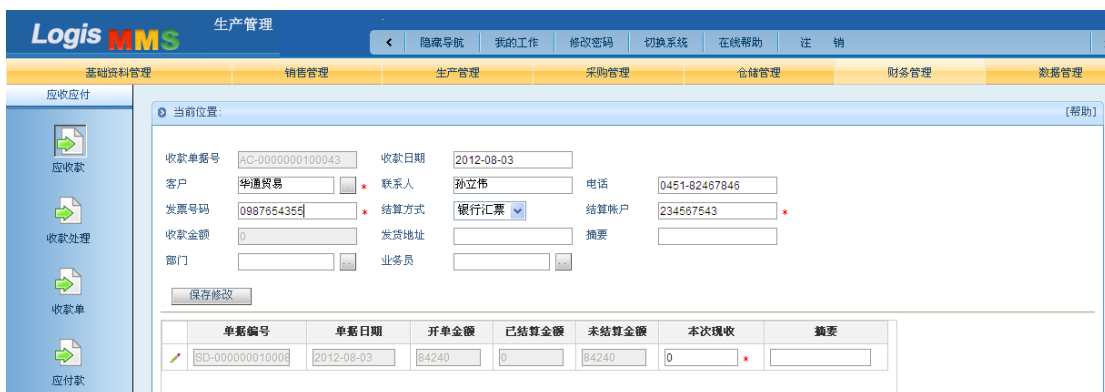 Logis MMS 生产管理
隐藏导航 我的工作 修改密码 切换系统 在线帮助 注 销
基础资料管理 销售管理 生产管理 采购管理 仓储管理 财务管理 数据管理
应收应付
当前位置: [帮助]
收款单据号 AC-0000000100043 收款日期 2012-08-03
应收款
客户 华通贸易 ... * 联系人 孙立伟 电话 0451-82467846
发票号码 0987654355 * 结算方式 银行汇票 结算帐户 234567543 *
收款处理
收款金额 0 发货地址 摘要
部门 .. 业务员 ..
保存修改
收款单
单据编号 单据日期 开单金额 已结算金额 未结算金额 本次现收 摘要
SD-000000010008 2012-08-03 84240 0 84240 0 *
应付款